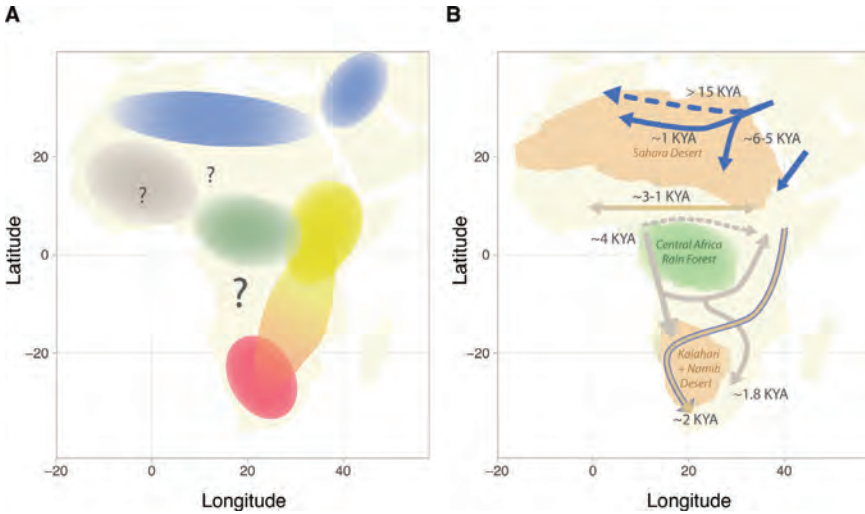 A
20
0
−20
Latitude
−20
0
20
40
Longitude
?
?
?
B
20
0
−20
Latitude
−20
0
20
40
Longitude
> 15 KYA
~1 KYA
~6-5 KYA
Sahara Desert
~3-1 KYA
~4 KYA
Central Africa
Rain Forest
Kalahari
+ Namib
Desert
~1.8 KYA
~2 KYA